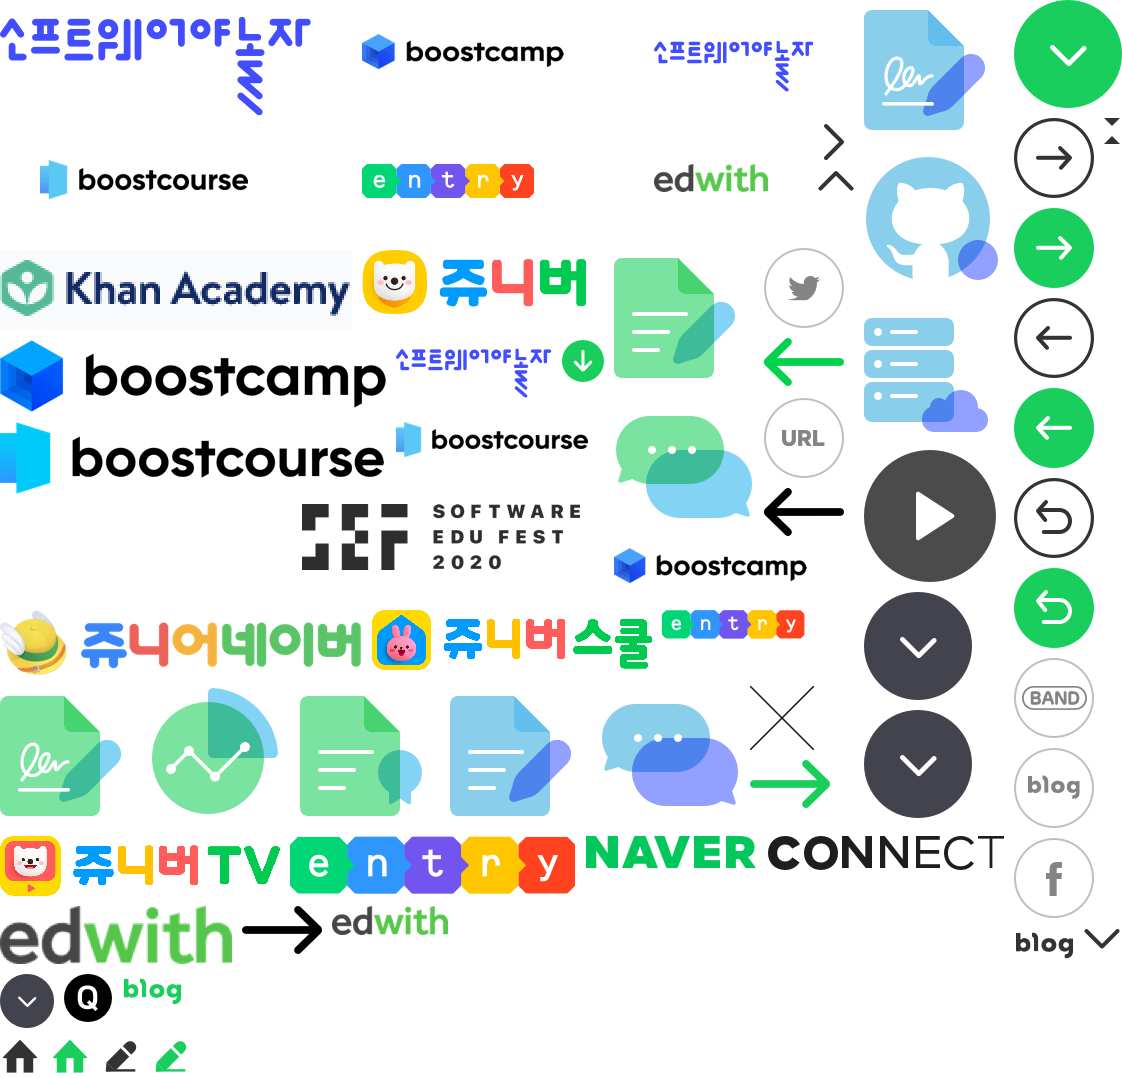 소프트웨어야 놀자
boostcamp
소프트웨어야 놀자
boostcourse
entry
edwith
Khan Academy
쥬니버
boostcamp
소프트웨어야 놀자
URL
boostcourse
boostcourse
SEF
SOFTWARE
EDU FEST
2020
boostcamp
쥬니어네이버
쥬니버스쿨
entry
BAND
blog
쥬니버TV
entry
NAVER CONNECT
f
edwith
edwith
blog
Q
blog